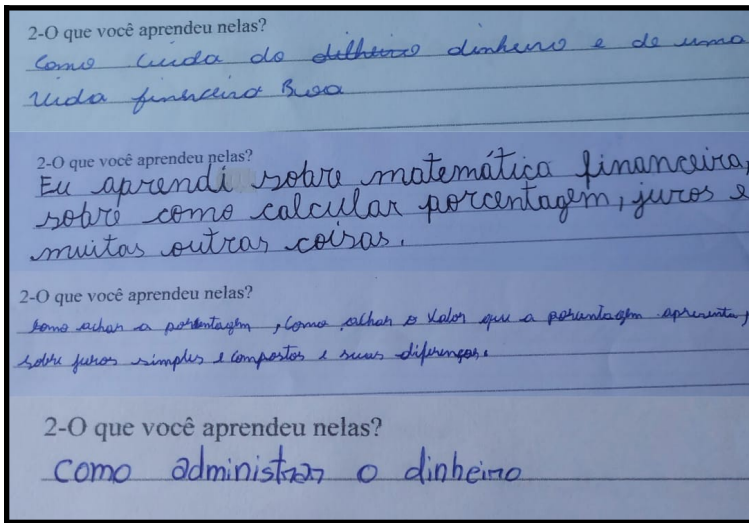 2-O que você aprendeu nelas?
Como cuida do dilheiro dinheiro e de uma
vida finnceira Boa
2-O que você aprendeu nelas?
Eu aprendi sobre matemática financeira,
sobre como calcular porcentagem, juros e
muitas outras coisas.
2-O que você aprendeu nelas?
como achar a porcentagem, como achar o valor que a porcentagem apresenta,
sobre juros simples e compostos e suas diferenças.
2-O que você aprendeu nelas?
como administrar o dinheiro